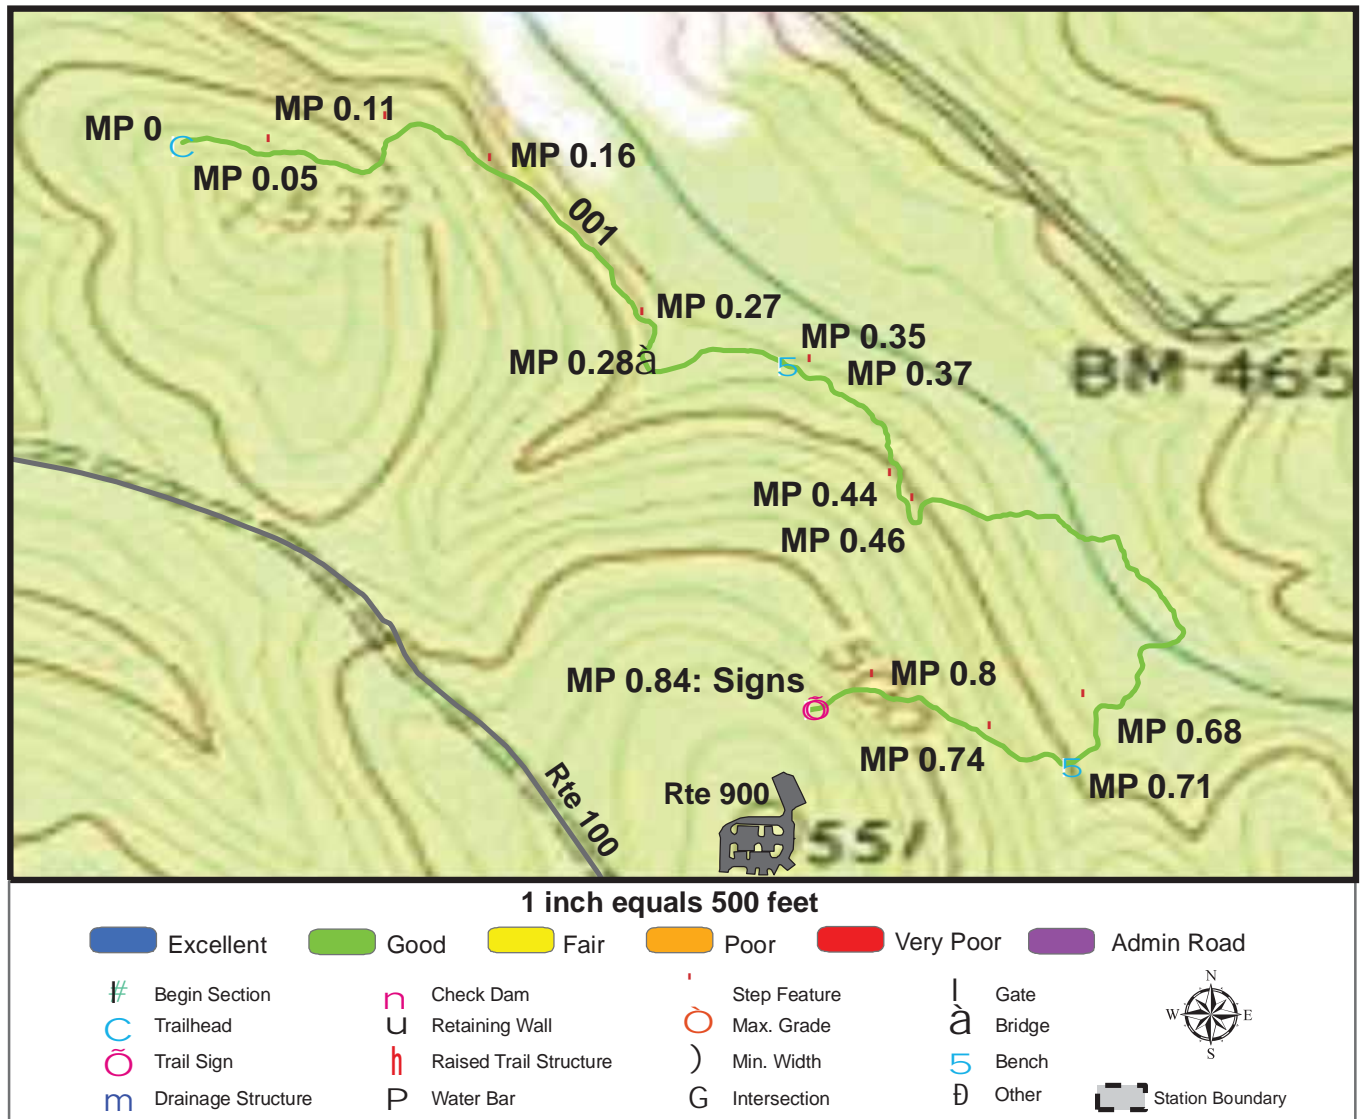 MP 0
MP 0.11
MP 0.05
MP 0.16
532
001
MP 0.27
MP 0.28à
MP 0.35
MP 0.37
BM 465
MP 0.44
MP 0.46
MP 0.84: Signs
MP 0.8
MP 0.74
MP 0.68
MP 0.71
Rte 100
Rte 900
551
1 inch equals 500 feet
Excellent Good Fair Poor Very Poor Admin Road
Begin Section Check Dam Step Feature Gate
C Trailhead u Retaining Wall Ò Max. Grade à Bridge
Õ Trail Sign h Raised Trail Structure ) Min. Width 5 Bench
m Drainage Structure P Water Bar G Intersection Đ Other Station Boundary
N
W E
S